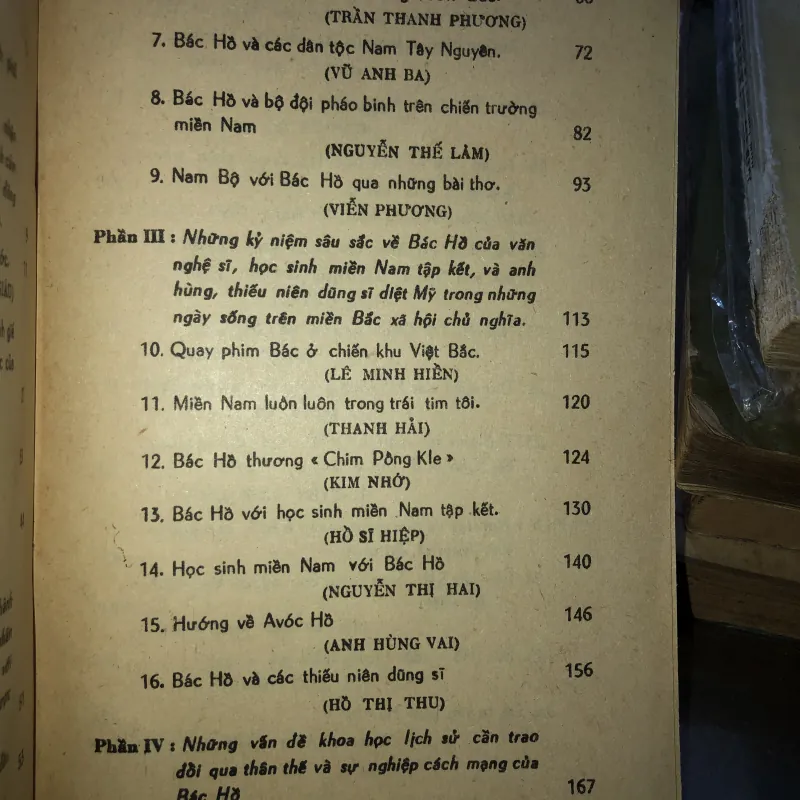 (TRẦN THANH PHƯƠNG)
7. Bác Hồ và các dân tộc Nam Tây Nguyên. 72
(VŨ ANH BA)
8. Bác Hồ và bộ đội pháo binh trên chiến trường
miền Nam 82
(NGUYỄN THẾ LÂM)
9. Nam Bộ với Bác Hồ qua những bài thơ. 93
(VIỄN PHƯƠNG)
Phần III : Những kỷ niệm sâu sắc về Bác Hồ của văn
nghệ sĩ, học sinh miền Nam tập kết, và anh
hùng, thiếu niên dũng sĩ diệt Mỹ trong những
ngày sống trên miền Bắc xã hội chủ nghĩa. 113
10. Quay phim Bác ở chiến khu Việt Bắc. 115
(LÊ MINH HIỀN)
11. Miền Nam luôn luôn trong trái tim tôi. 120
(THANH HẢI)
12. Bác Hồ thương « Chim Pông Kle » 124
(KIM NHỚ)
13. Bác Hồ với học sinh miền Nam tập kết. 130
(HỒ SĨ HIỆP)
14. Học sinh miền Nam với Bác Hồ 140
(NGUYỄN THỊ HAI)
15. Hướng về Avóc Hồ 146
(ANH HÙNG VAI)
16. Bác Hồ và các thiếu niên dũng sĩ 156
(HỒ THỊ THU)
Phần IV : Những vấn đề khoa học lịch sử cần trao
đổi qua thân thế và sự nghiệp cách mạng của
Bác Hồ 167